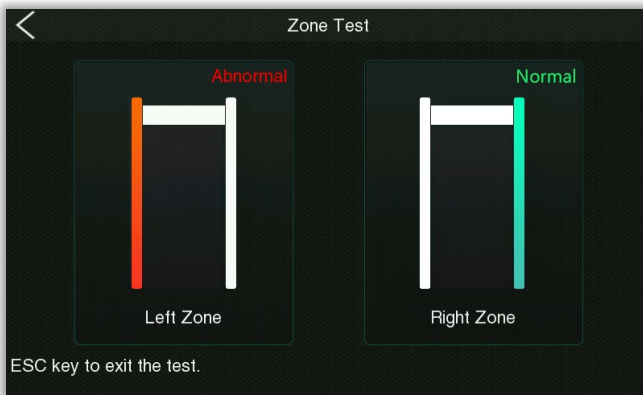 Zone Test
Abnormal
Left Zone
Normal
Right Zone
ESC key to exit the test.